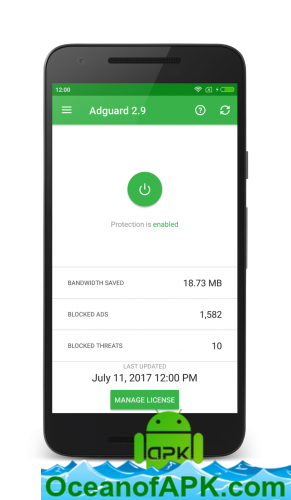 12:00
Adguard 2.9
Protection is enabled
BANDWIDTH SAVED 18.73 MB
BLOCKED ADS 1,582
BLOCKED THREATS 10
LAST UPDATED
July 11, 2017 12:00 PM
MANAGE LICENSE
APK
OceanofAPK.com